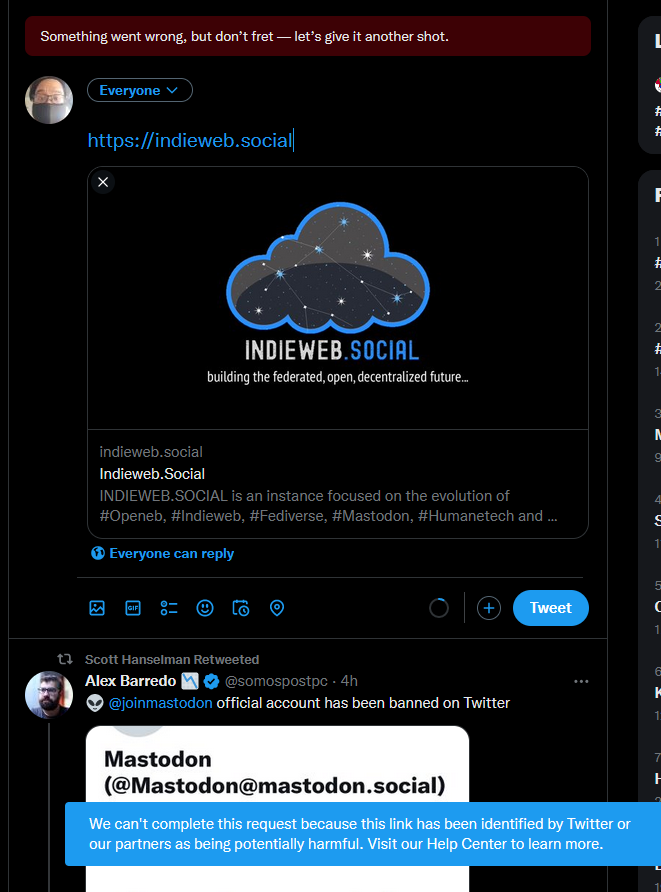 Something went wrong, but don’t fret — let’s give it another shot.
Everyone
https://indieweb.social
INDIEWEB.SOCIAL
building the federated, open, decentralized future...
indieweb.social
Indieweb.Social
INDIEWEB.SOCIAL is an instance focused on the evolution of
#Openeb, #Indieweb, #Fediverse, #Mastodon, #Humanetech and ...
Everyone can reply
GIF
Tweet
Scott Hanselman Retweeted
Alex Barredo @somospostpc · 4h
@joinmastodon official account has been banned on Twitter
Mastodon
(@Mastodon@mastodon.social)
We can't complete this request because this link has been identified by Twitter or
our partners as being potentially harmful. Visit our Help Center to learn more.